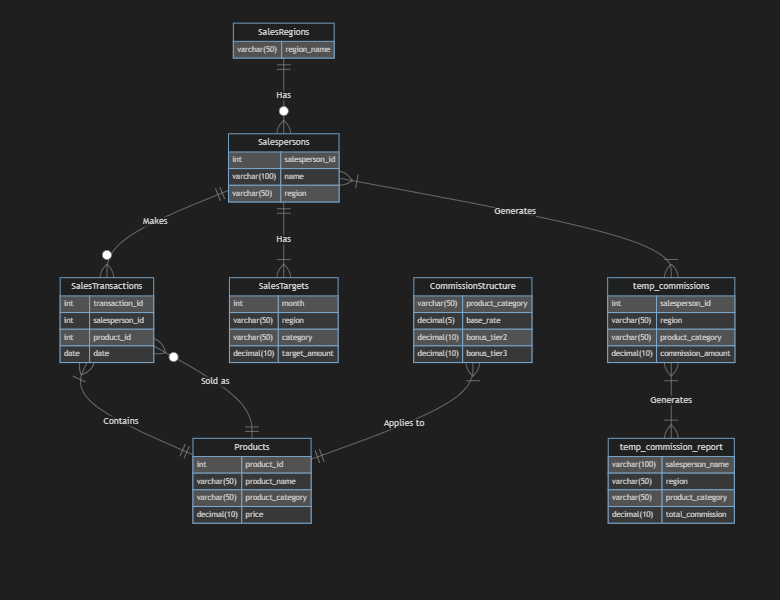 SalesRegions
varchar(50) region_name
Has
Salespersons
int salesperson_id
varchar(100) name
varchar(50) region
Makes
Has
Generates
SalesTransactions
int transaction_id
int salesperson_id
int product_id
date date
SalesTargets
int month
varchar(50) region
varchar(50) category
decimal(10) target_amount
CommissionStructure
varchar(50) product_category
decimal(5) base_rate
decimal(10) bonus_tier2
decimal(10) bonus_tier3
temp_commissions
int salesperson_id
varchar(50) region
varchar(50) product_category
decimal(10) commission_amount
Sold as
Contains
Applies to
Generates
Products
int product_id
varchar(50) product_name
varchar(50) product_category
decimal(10) price
temp_commission_report
varchar(100) salesperson_name
varchar(50) region
varchar(50) product_category
decimal(10) total_commission